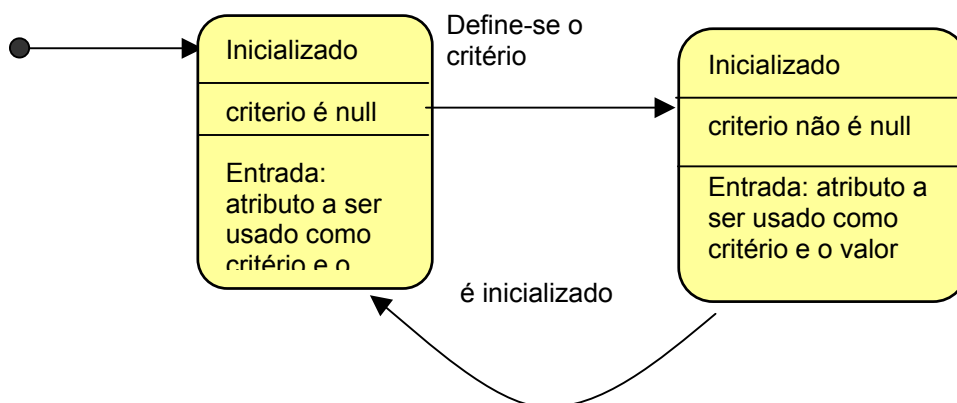 Inicializado
criterio é null
Entrada:
atributo a ser
usado como
critério e o
Define-se o
critério
Inicializado
criterio não é null
Entrada: atributo a
ser usado como
critério e o valor
é inicializado